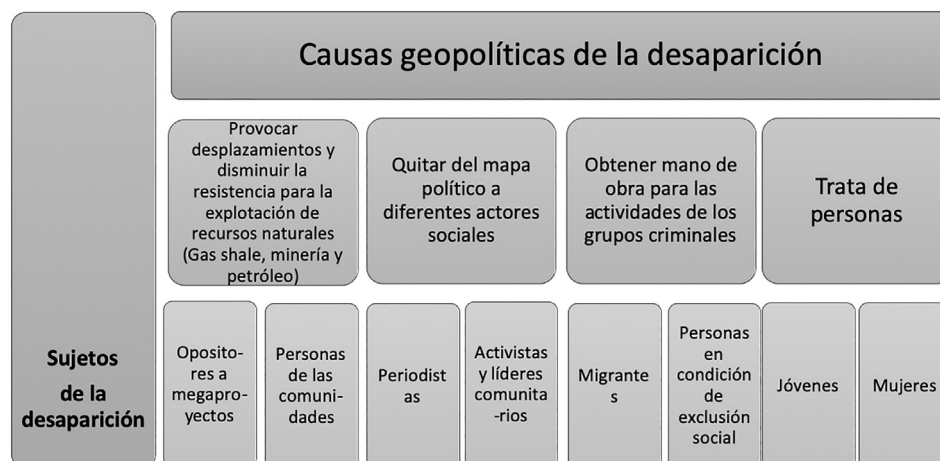 Causas geopolíticas de la desaparición
Provocar
desplazamientos y
disminuir la
resistencia para la
explotación de
recursos naturales
(Gas shale, minería y
petróleo)
Quitar del mapa
político a
diferentes actores
sociales
Obtener mano de
obra para las
actividades de los
grupos criminales
Trata de
personas
Sujetos
de la
desaparición
Oposito-
res a
megapro-
yectos
Personas
de las
comuni-
dades
Periodist
as
Activistas
y líderes
comunita
-rios
Migrante
s
Personas
en
condición
de
exclusión
social
Jóvenes
Mujeres